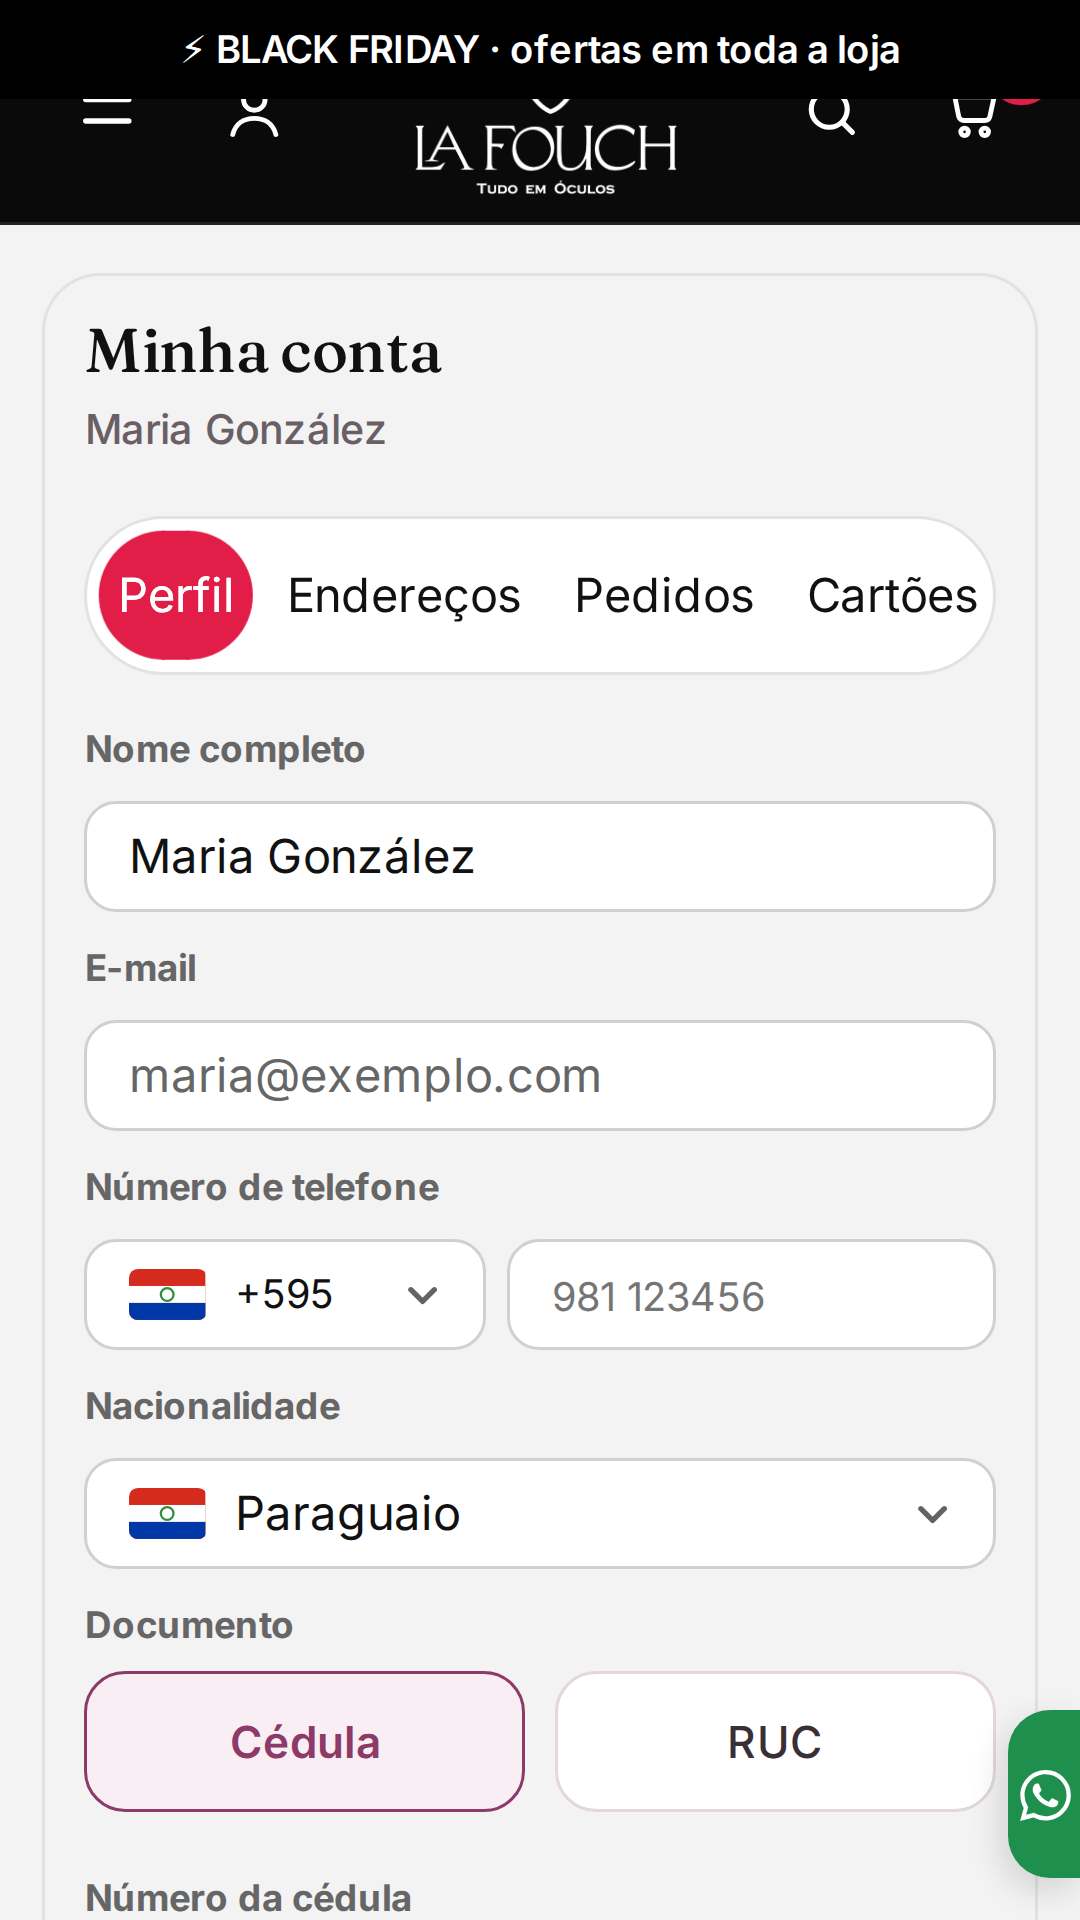 ⚡ BLACK FRIDAY · ofertas em toda a loja
LA FOUCH
TUDO EM ÓCULOS
Minha conta
Maria González
Perfil Endereços Pedidos Cartões
Nome completo
Maria González
E-mail
maria@exemplo.com
Número de telefone
+595 981 123456
Nacionalidade
Paraguaio
Documento
Cédula RUC
Número da cédula